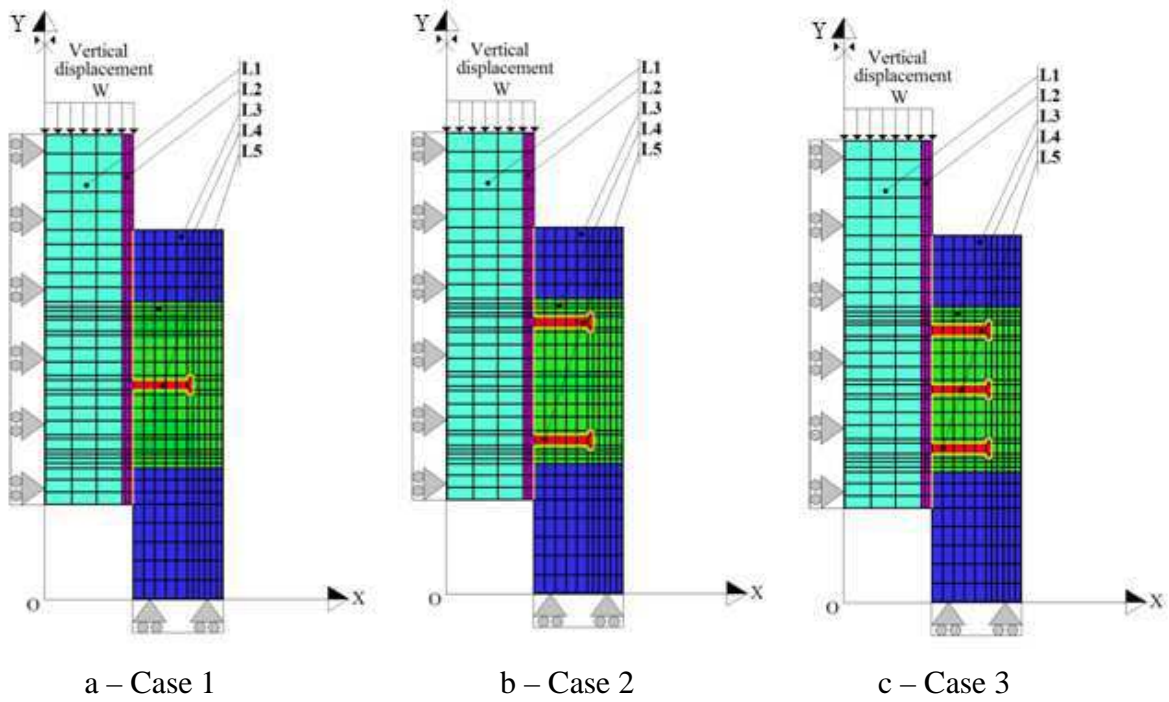 Y
Vertical
displacement
W
L1
L2
L3
L4
L5
O
X
a – Case 1
Y
Vertical
displacement
W
L1
L2
L3
L4
L5
O
X
b – Case 2
Y
Vertical
displacement
W
L1
L2
L3
L4
L5
O
X
c – Case 3